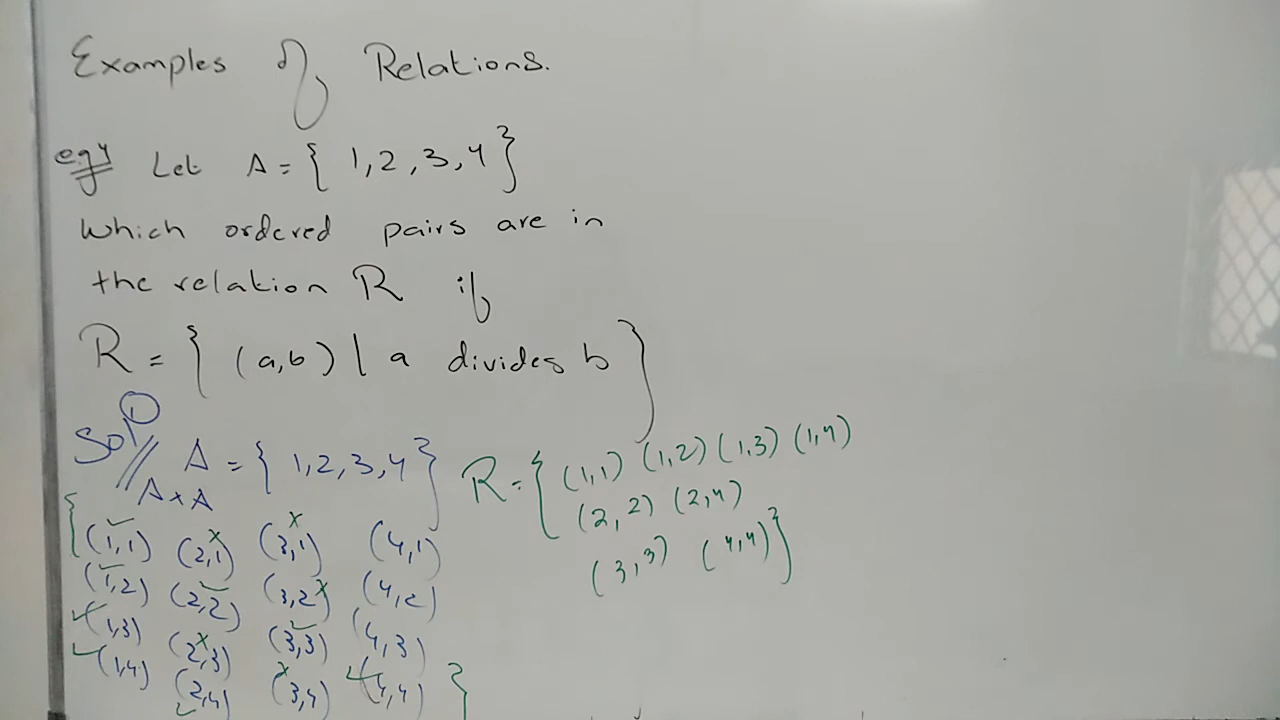 Examples of Relations.
eg4 Let A = { 1,2,3,4 }
Which ordered pairs are in
the relation R if
R = { (a,b) | a divides b }
Sol A = { 1,2,3,4 }
A × A
{ (1,1) (2,1) (3,1) (4,1)
(1,2) (2,2) (3,2) (4,2)
(1,3) (2,3) (3,3) (4,3)
(1,4) (2,4) (3,4) (4,4) }
R = { (1,1) (1,2) (1,3) (1,4)
(2,2) (2,4)
(3,3) (4,4) }